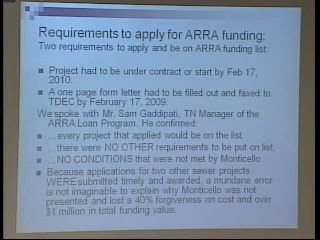 Requirements to apply for ARRA funding:
Two requirements to apply and be on ARRA funding list:
Project had to be under contract or start by Feb 17,
2010,
A one page form letter had to be filled out and faxed to
TDEC by February 17, 2009.
We spoke with Mr. Sam Gaddipati, TN Manager of the
ARRA Loan Program. He confirmed:
…every project that applied would be on the list.
…there were NO OTHER requirements to be put on list,
…NO CONDITIONS that were not met by Monticello
Because applications for two other sewer projects
WERE submitted timely and awarded, a mundane error
is not imaginable to explain why Monticello was not
presented and lost a 40% forgiveness on cost and over
$1 million in total funding value.